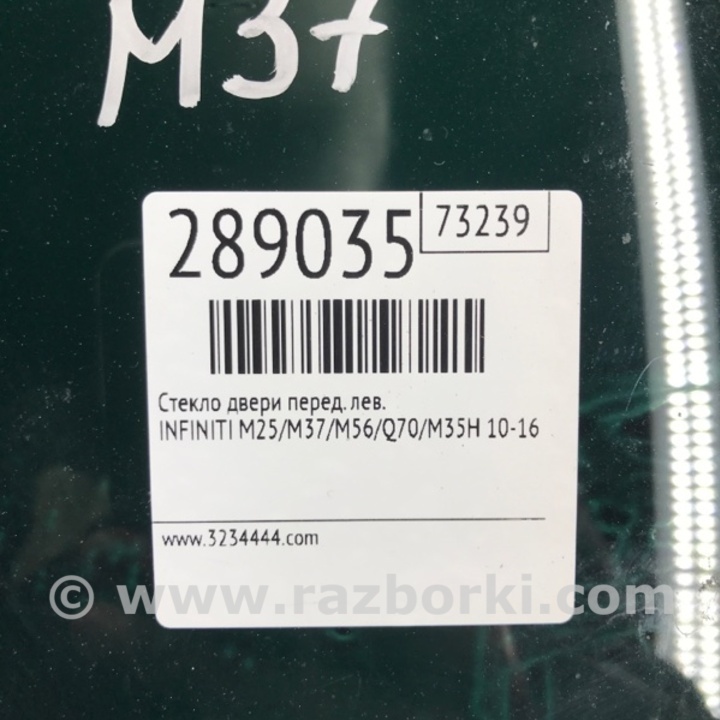 M37
289035
73239
Стекло двери перед. лев.
INFINITI M25/M37/M56/Q70/M35H 10-16
www.3234444.com
© www.razborki.com